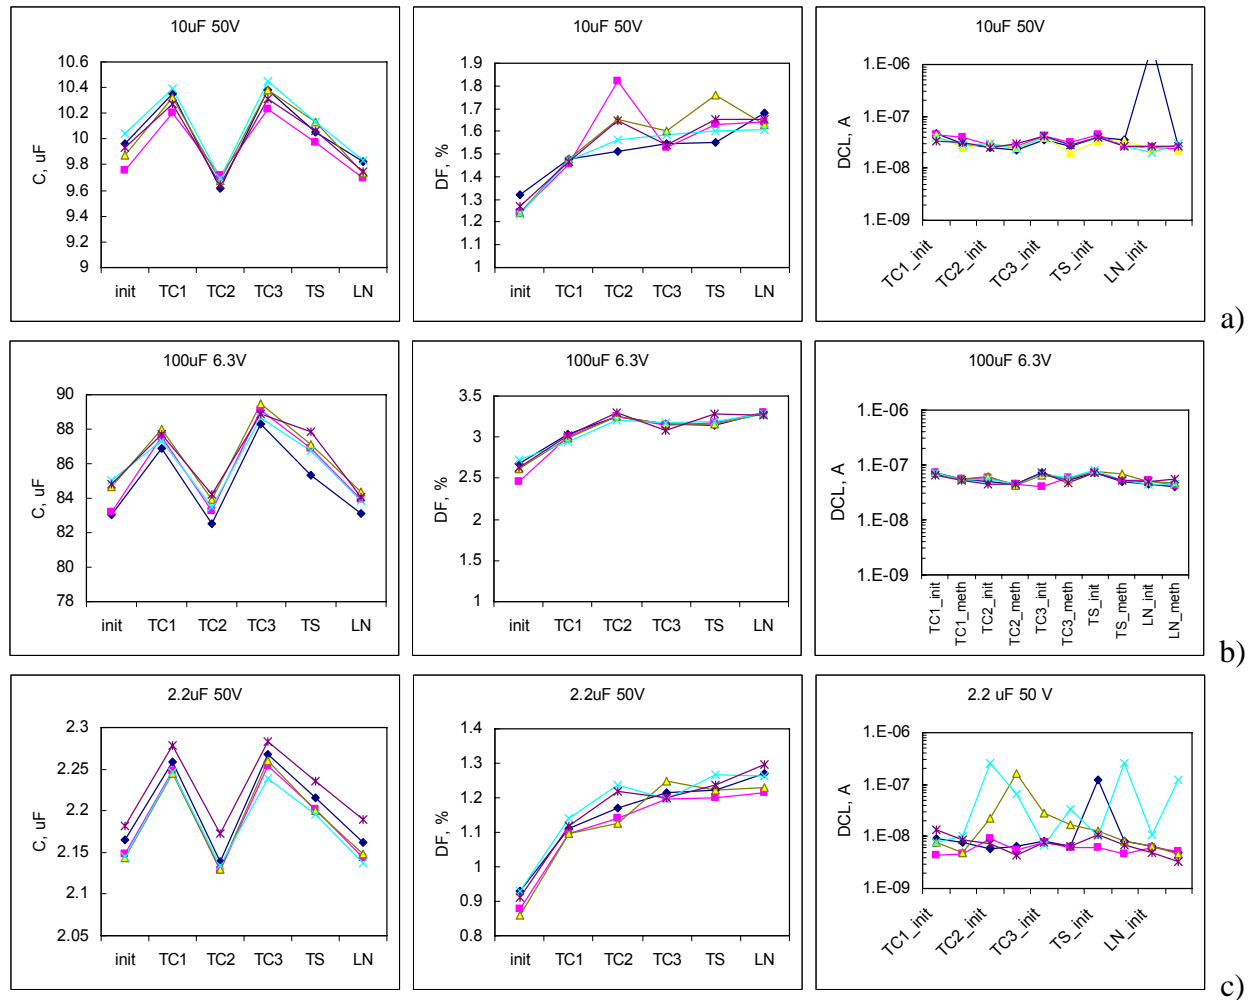 10uF 50V
10.6
10.4
10.2
10
9.8
9.6
9.4
9.2
9
C, uF
init TC1 TC2 TC3 TS LN
10uF 50V
1.9
1.8
1.7
1.6
1.5
1.4
1.3
1.2
1.1
1
DF, %
init TC1 TC2 TC3 TS LN
10uF 50V
1.E-06
1.E-07
1.E-08
1.E-09
DCL, A
TC1_init
TC2_init
TC3_init
TS_init
LN_init
a)
100uF 6.3V
90
88
86
84
82
80
78
C, uF
init TC1 TC2 TC3 TS LN
100uF 6.3V
3.5
3
2.5
2
1.5
1
DF, %
init TC1 TC2 TC3 TS LN
100uF 6.3V
1.E-06
1.E-07
1.E-08
1.E-09
DCL, A
TC1_init
TC1_meth
TC2_init
TC2_meth
TC3_init
TC3_meth
TS_init
TS_meth
LN_init
LN_meth
b)
2.2uF 50V
2.3
2.25
2.2
2.15
2.1
2.05
C, uF
init TC1 TC2 TC3 TS LN
2.2uF 50V
1.4
1.3
1.2
1.1
1.0
0.9
0.8
DF, %
init TC1 TC2 TC3 TS LN
2.2 uF 50 V
1.E-06
1.E-07
1.E-08
1.E-09
DCL, A
TC1_init
TC2_init
TC3_init
TS_init
LN_init
c)